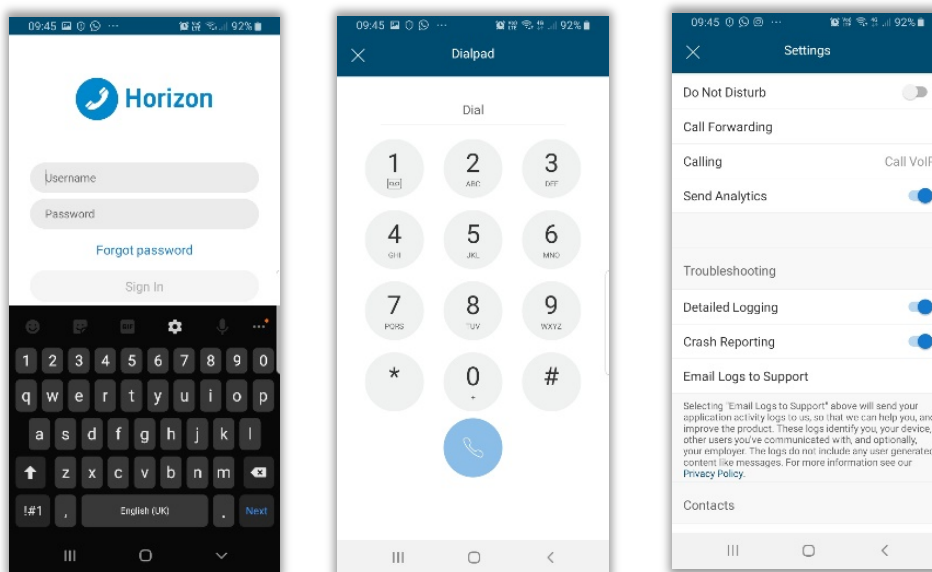 09:45 92%
Horizon
Username
Password
Forgot password
Sign In
1 2 3 4 5 6 7 8 9 0
q w e r t y u i o p
a s d f g h j k l
z x c v b n m
!#1 , English (UK) . Next
09:45 92%
Dialpad
Dial
1 2 3
ABC DEF
4 5 6
GHI JKL MNO
7 8 9
PQRS TUV WXYZ
* 0 #
+
09:45 92%
Settings
Do Not Disturb
Call Forwarding
Calling Call VoIP
Send Analytics
Troubleshooting
Detailed Logging
Crash Reporting
Email Logs to Support
Selecting "Email Logs to Support" above will send your
application activity logs to us, so that we can help you, and
improve the product. These logs identify you, your device,
other users you've communicated with, and optionally,
your employer. The logs do not include any user generated
content like messages. For more information see our
Privacy Policy.
Contacts